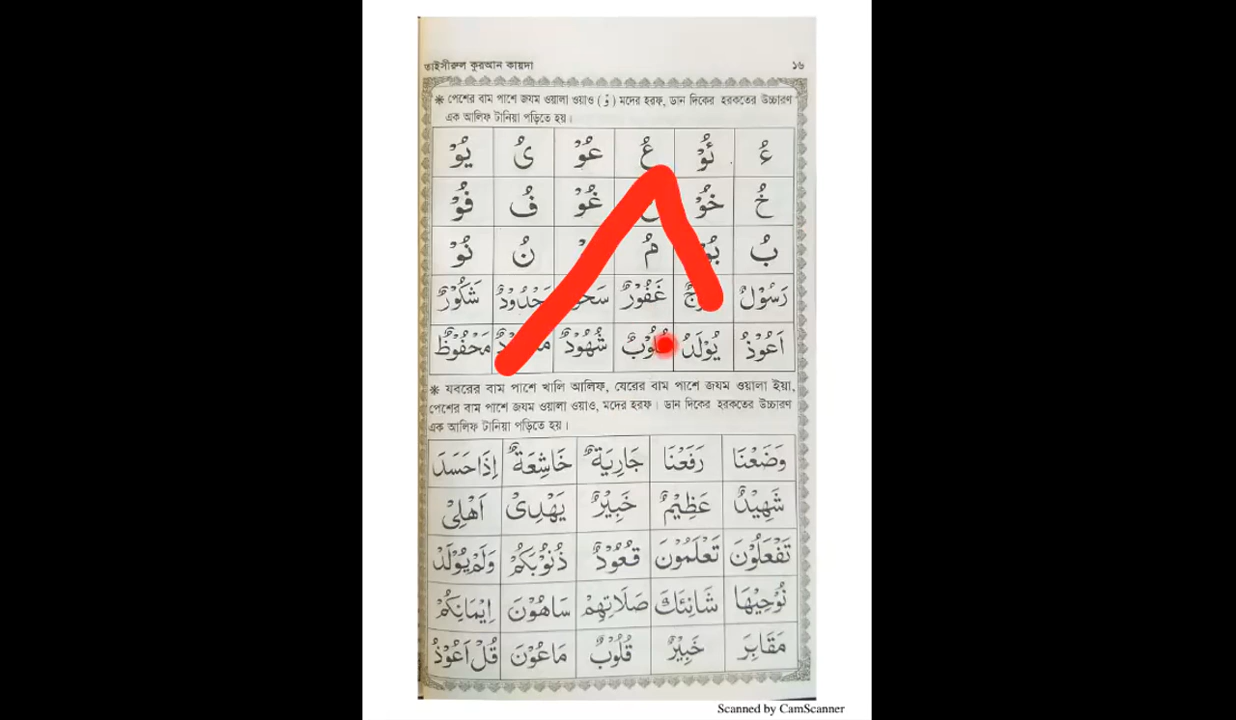 তাইসীরুল কুরআন কায়দা ১৬
* পেশের বাম পাশে জযম ওয়ালা ওয়াও ( وْ ) মদের হরফ, ডান দিকের হরকতের উচ্চারণ
এক আলিফ টানিয়া পড়িতে হয়।
ءُ ئُوْ عُ عُوْ ىُ يُوْ
خُ خُوْ غُوْ فُ فُوْ
بُ بُوْ مُ نُ نُوْ
رَسُوْلٌ غَفُوْرٌ شَكُوْرٌ
اَعُوْذُ يُوْلَدُ شُهُوْدٌ مَحْفُوْظٌ
* যবরের বাম পাশে খালি আলিফ, যেরের বাম পাশে জযম ওয়ালা ইয়া,
পেশের বাম পাশে জযম ওয়ালা ওয়াও, মদের হরফ। ডান দিকের হরকতের উচ্চারণ
এক আলিফ টানিয়া পড়িতে হয়।
وَضَعْنَا رَفَعْنَا جَارِيَةٌ خَاشِعَةٌ اِذَا حَسَدَ
شَهِيْدٌ عَظِيْمٌ خَبِيْرٌ يَهْدِىْ اَهْلِىْ
تَفْعَلُوْنَ تَعْلَمُوْنَ قُعُوْدٌ ذُنُوْبَكُمْ وَلَمْ يُوْلَدْ
نُوْحِيْهَا شَانِئَكَ صَلَاتِهِمْ سَاهُوْنَ اِيْمَانِكُمْ
مَقَابِرَ خَبِيْرٌ قُلُوْبٌ مَاعُوْنَ قُلْ اَعُوْذُ
Scanned by CamScanner